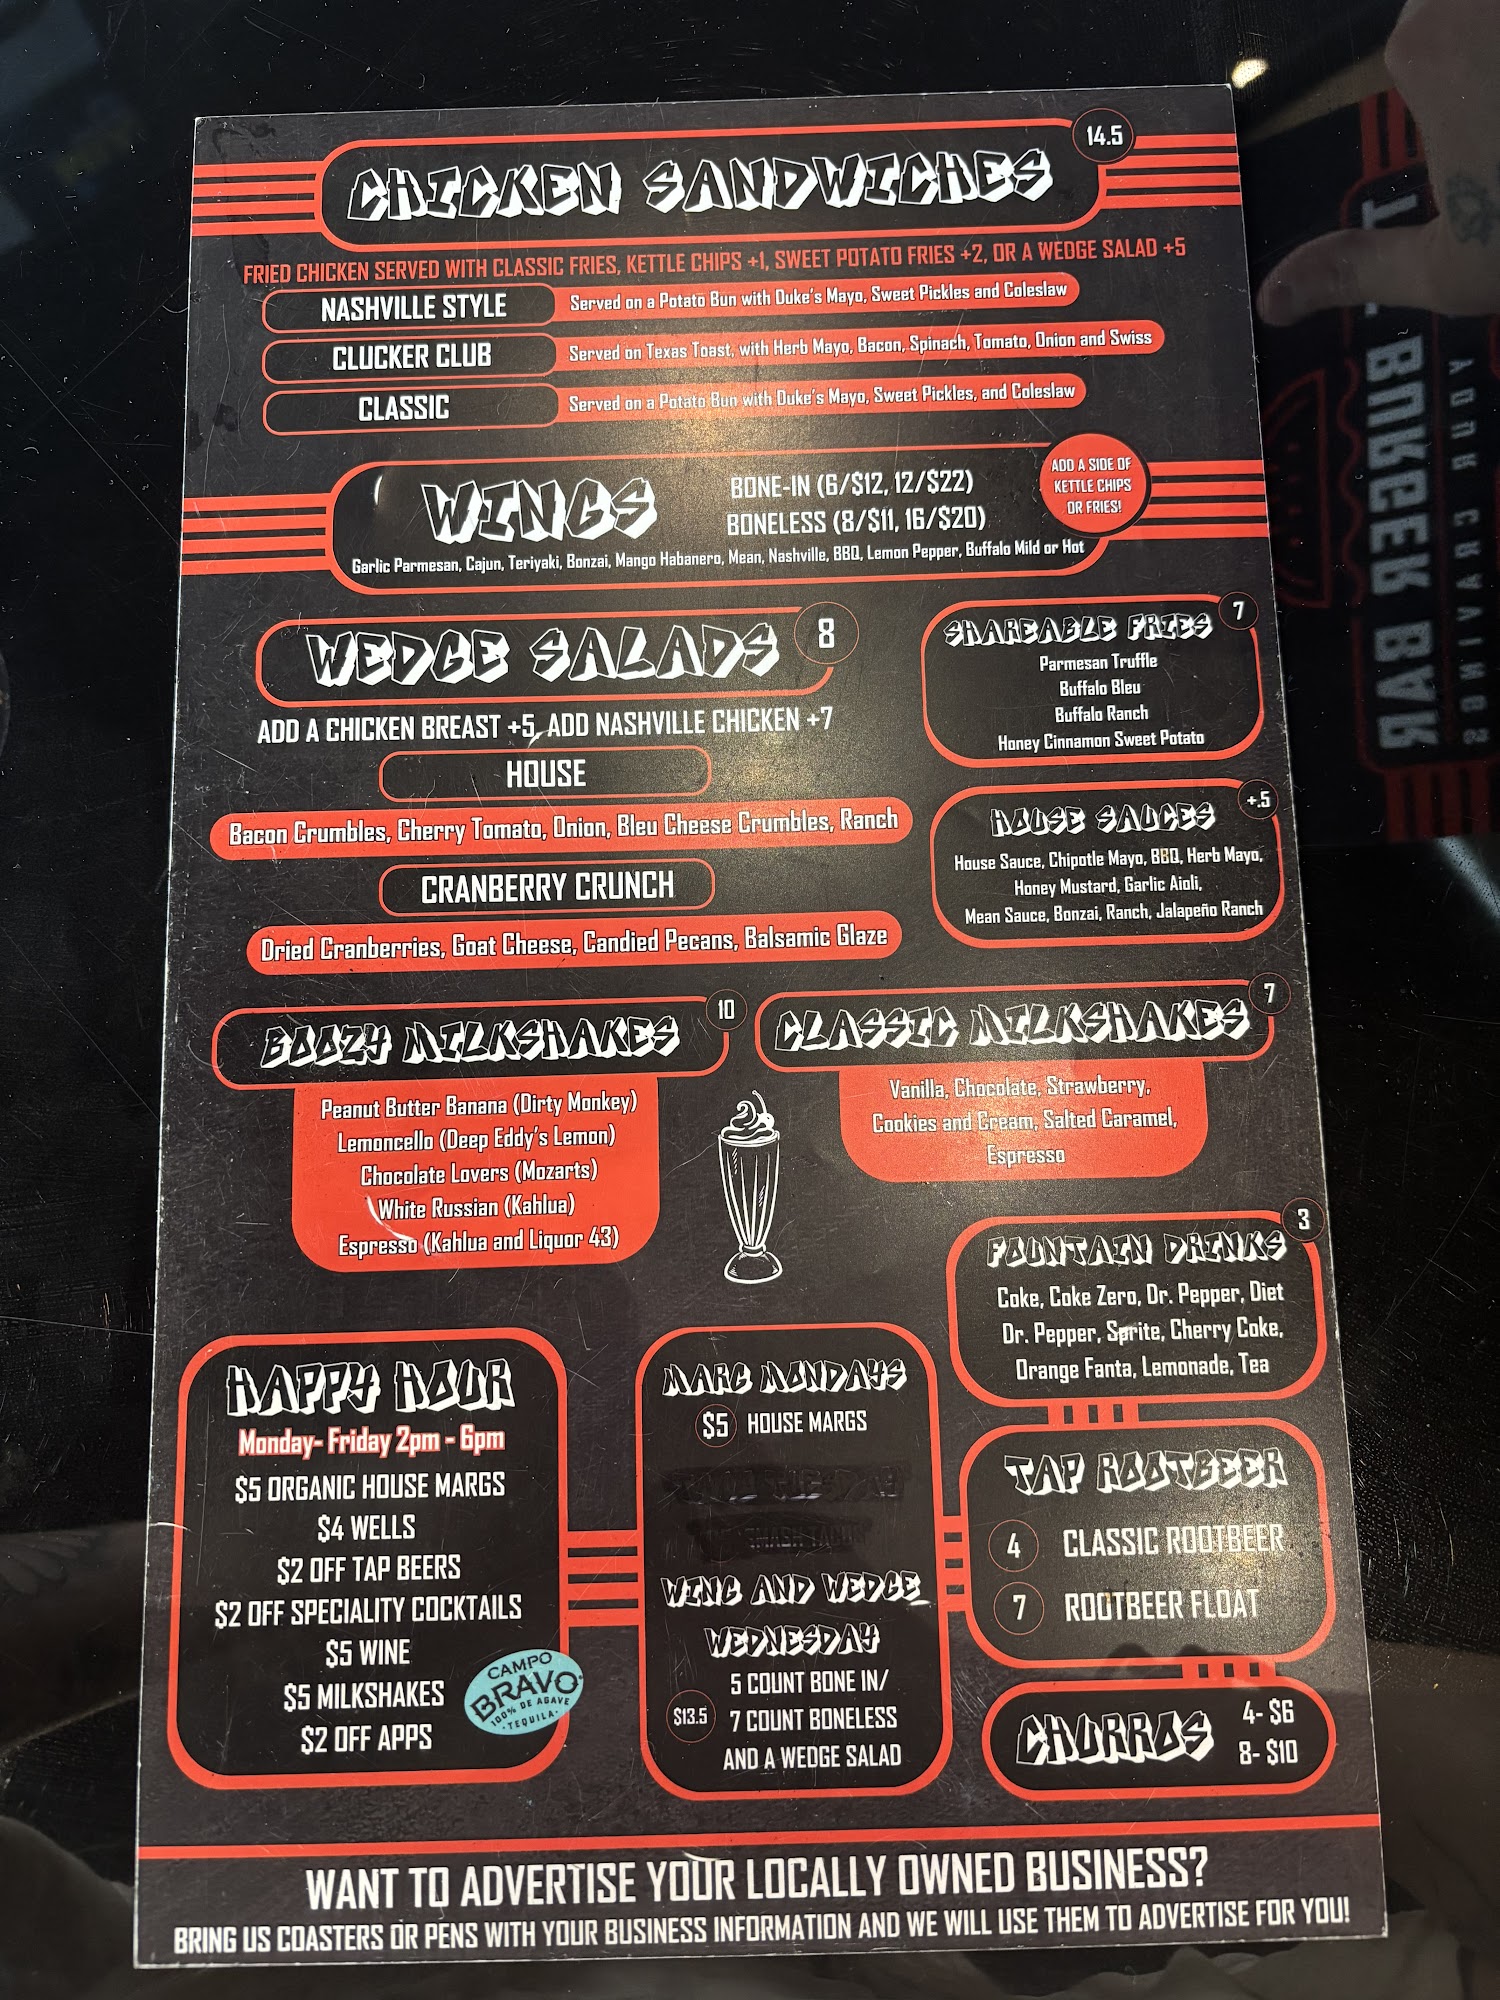 14.5
CHICKEN SANDWICHES
FRIED CHICKEN SERVED WITH CLASSIC FRIES, KETTLE CHIPS +1, SWEET POTATO FRIES +2, OR A WEDGE SALAD +5
NASHVILLE STYLE
Served on a Potato Bun with Duke's Mayo, Sweet Pickles and Coleslaw
CLUCKER CLUB
Served on Texas Toast, with Herb Mayo, Bacon, Spinach, Tomato, Onion and Swiss
CLASSIC
Served on a Potato Bun with Duke's Mayo, Sweet Pickles, and Coleslaw
WINGS
BONE-IN (6/$12, 12/$22)
BONELESS (8/$11, 16/$20)
Garlic Parmesan, Cajun, Teriyaki, Bonzai, Mango Habanero, Mean, Nashville, BBQ, Lemon Pepper, Buffalo Mild or Hot
ADD A SIDE OF
KETTLE CHIPS
OR FRIES!
WEDGE SALADS
8
ADD A CHICKEN BREAST +5, ADD NASHVILLE CHICKEN +7
HOUSE
Bacon Crumbles, Cherry Tomato, Onion, Bleu Cheese Crumbles, Ranch
CRANBERRY CRUNCH
Dried Cranberries, Goat Cheese, Candied Pecans, Balsamic Glaze
SHAREABLE FRIES
7
Parmesan Truffle
Buffalo Bleu
Buffalo Ranch
Honey Cinnamon Sweet Potato
HOUSE SAUCES
+.5
House Sauce, Chipotle Mayo, BBQ, Herb Mayo,
Honey Mustard, Garlic Aioli,
Mean Sauce, Bonzai, Ranch, Jalapeño Ranch
BOOZY MILKSHAKES
10
Peanut Butter Banana (Dirty Monkey)
Lemoncello (Deep Eddy's Lemon)
Chocolate Lovers (Mozarts)
White Russian (Kahlua)
Espresso (Kahlua and Liquor 43)
CLASSIC MILKSHAKES
7
Vanilla, Chocolate, Strawberry,
Cookies and Cream, Salted Caramel,
Espresso
FOUNTAIN DRINKS
3
Coke, Coke Zero, Dr. Pepper, Diet
Dr. Pepper, Sprite, Cherry Coke,
Orange Fanta, Lemonade, Tea
HAPPY HOUR
Monday- Friday 2pm - 6pm
$5 ORGANIC HOUSE MARGS
$4 WELLS
$2 OFF TAP BEERS
$2 OFF SPECIALITY COCKTAILS
$5 WINE
$5 MILKSHAKES
$2 OFF APPS
CAMPO
BRAVO
100% DE AGAVE
·TEQUILA·
MARG MONDAYS
$5 HOUSE MARGS
WING AND WEDGE
WEDNESDAY
$13.5
5 COUNT BONE IN/
7 COUNT BONELESS
AND A WEDGE SALAD
TAP ROOTBEER
4 CLASSIC ROOTBEER
7 ROOTBEER FLOAT
CHURROS
4- $6
8- $10
WANT TO ADVERTISE YOUR LOCALLY OWNED BUSINESS?
BRING US COASTERS OR PENS WITH YOUR BUSINESS INFORMATION AND WE WILL USE THEM TO ADVERTISE FOR YOU!
BURGER BAR